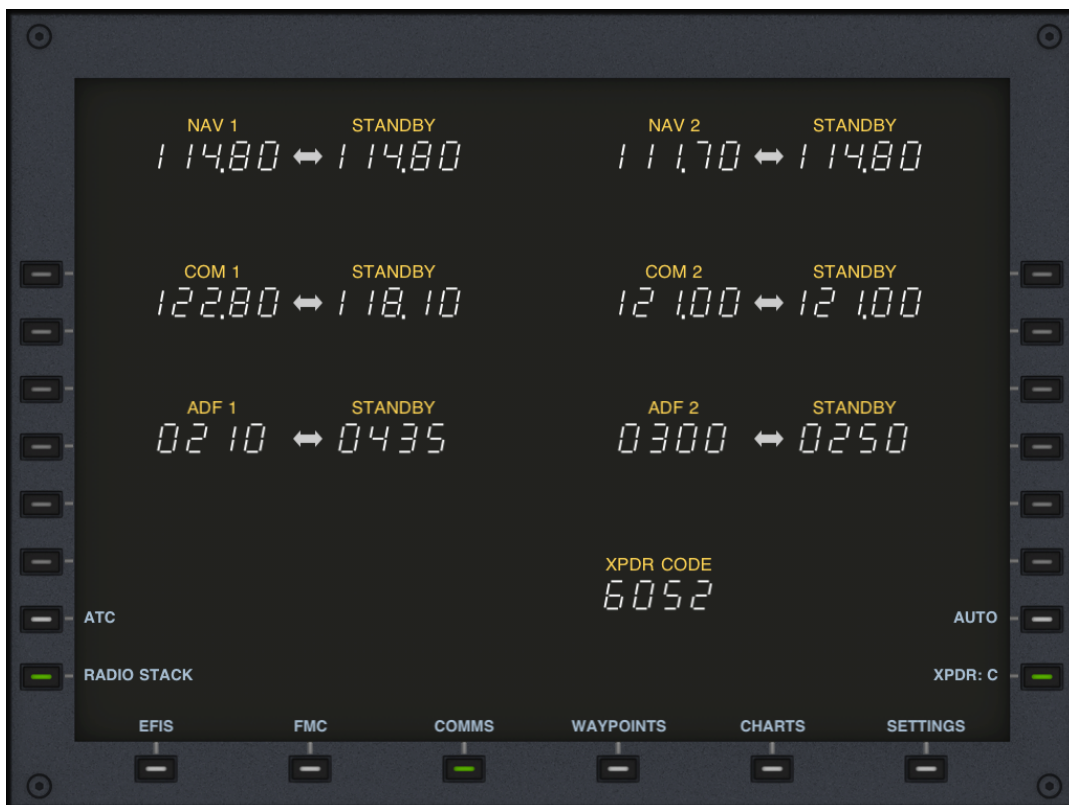 NAV 1 STANDBY NAV 2 STANDBY
114.80 ⬌ 114.80 111.70 ⬌ 114.80
COM 1 STANDBY COM 2 STANDBY
122.80 ⬌ 118.10 121.00 ⬌ 121.00
ADF 1 STANDBY ADF 2 STANDBY
0210 ⬌ 0435 0300 ⬌ 0250
XPDR CODE
6052
ATC AUTO
RADIO STACK XPDR: C
EFIS FMC COMMS WAYPOINTS CHARTS SETTINGS